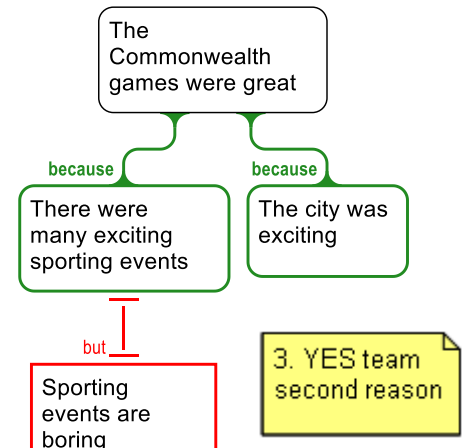 The
Commonwealth
games were great
because
because
There were
many exciting
sporting events
The city was
exciting
but
Sporting
events are
boring
3. YES team
second reason